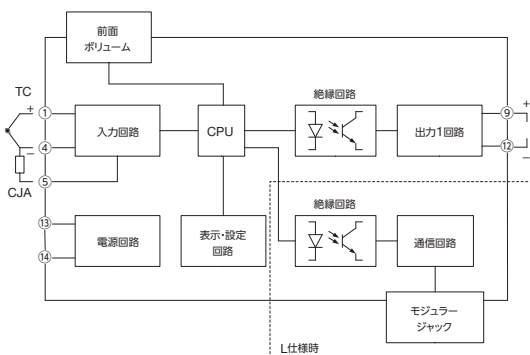 前面
ボリューム
TC
+
①
④
−
⑤
CJA
⑬
⑭
入力回路
CPU
絶縁回路
出力1回路
⑨
+
⑫
−
電源回路
表示・設定
回路
絶縁回路
通信回路
モジュラー
ジャック
L仕様時